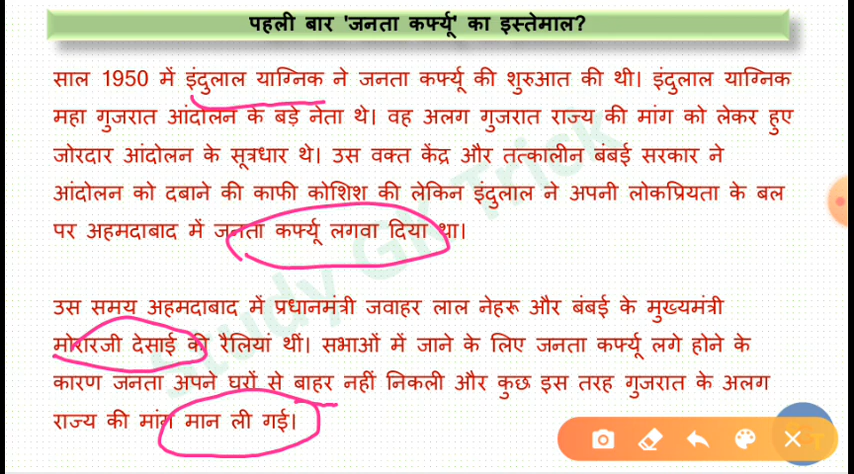 पहली बार 'जनता कर्फ्यू' का इस्तेमाल?
साल 1950 में इंदुलाल याग्निक ने जनता कर्फ्यू की शुरुआत की थी। इंदुलाल याग्निक
महा गुजरात आंदोलन के बड़े नेता थे। वह अलग गुजरात राज्य की मांग को लेकर हुए
जोरदार आंदोलन के सूत्रधार थे। उस वक्त केंद्र और तत्कालीन बंबई सरकार ने
आंदोलन को दबाने की काफी कोशिश की लेकिन इंदुलाल ने अपनी लोकप्रियता के बल
पर अहमदाबाद में जनता कर्फ्यू लगवा दिया था।
उस समय अहमदाबाद में प्रधानमंत्री जवाहर लाल नेहरू और बंबई के मुख्यमंत्री
मोरारजी देसाई की रैलियां थीं। सभाओं में जाने के लिए जनता कर्फ्यू लगे होने के
कारण जनता अपने घरों से बाहर नहीं निकली और कुछ इस तरह गुजरात के अलग
राज्य की मांग मान ली गई।
Study GK Trick